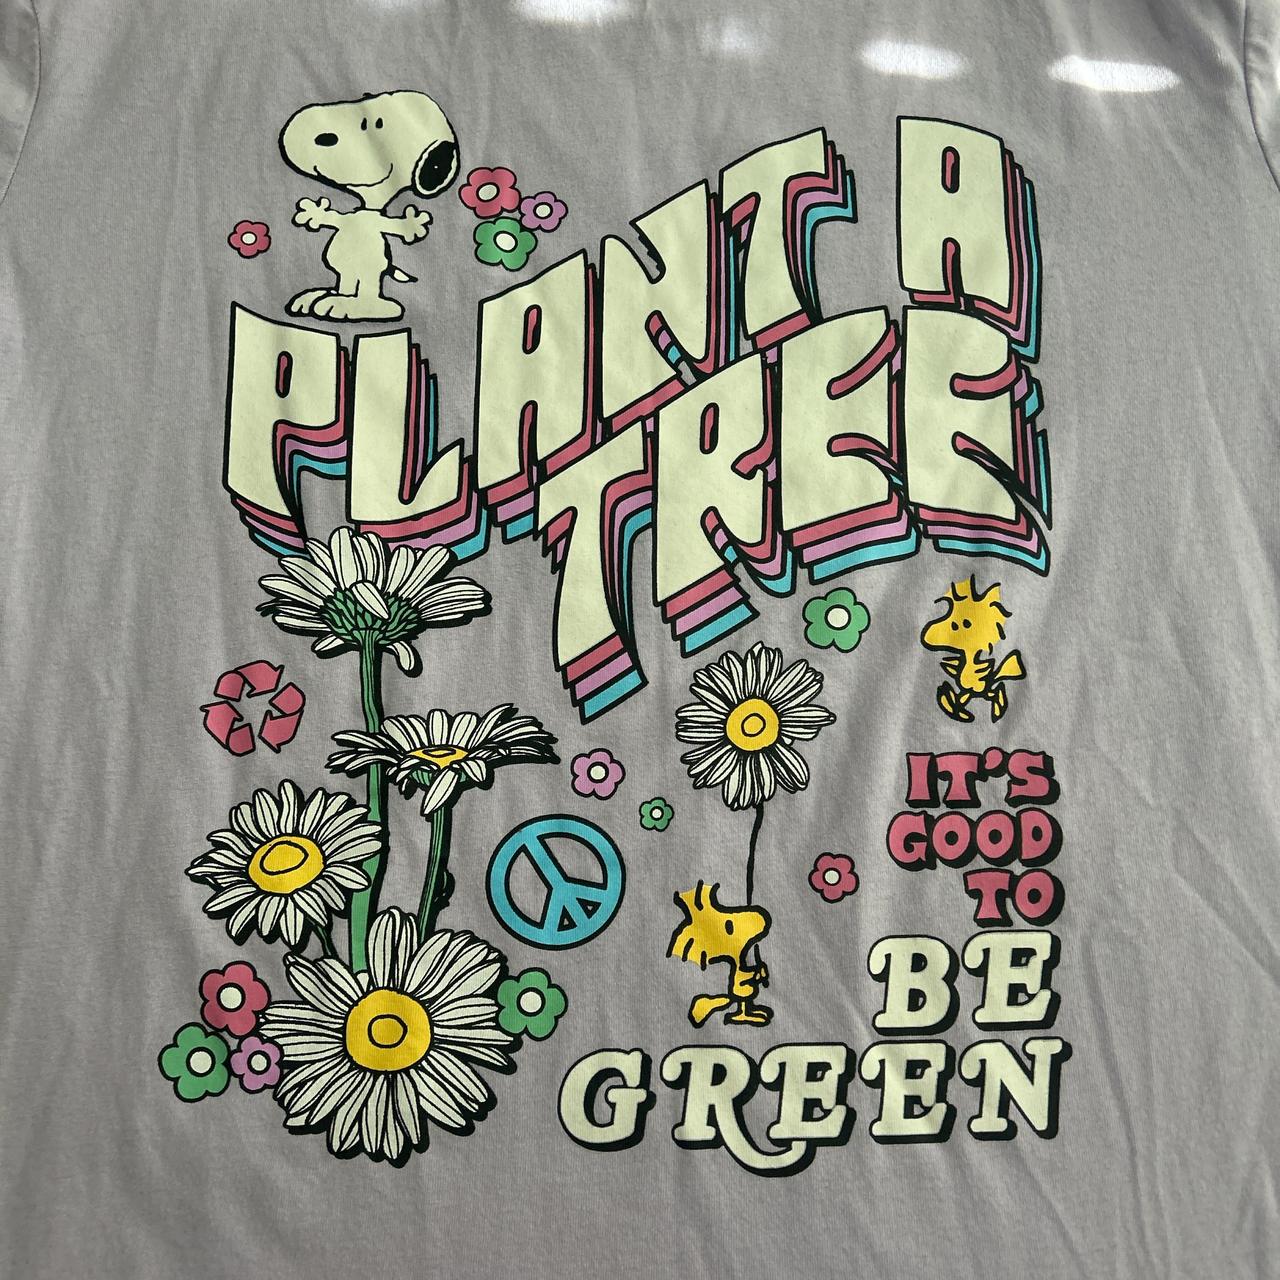 PLANT A
TREE
IT'S
GOOD
TO
BE
GREEN